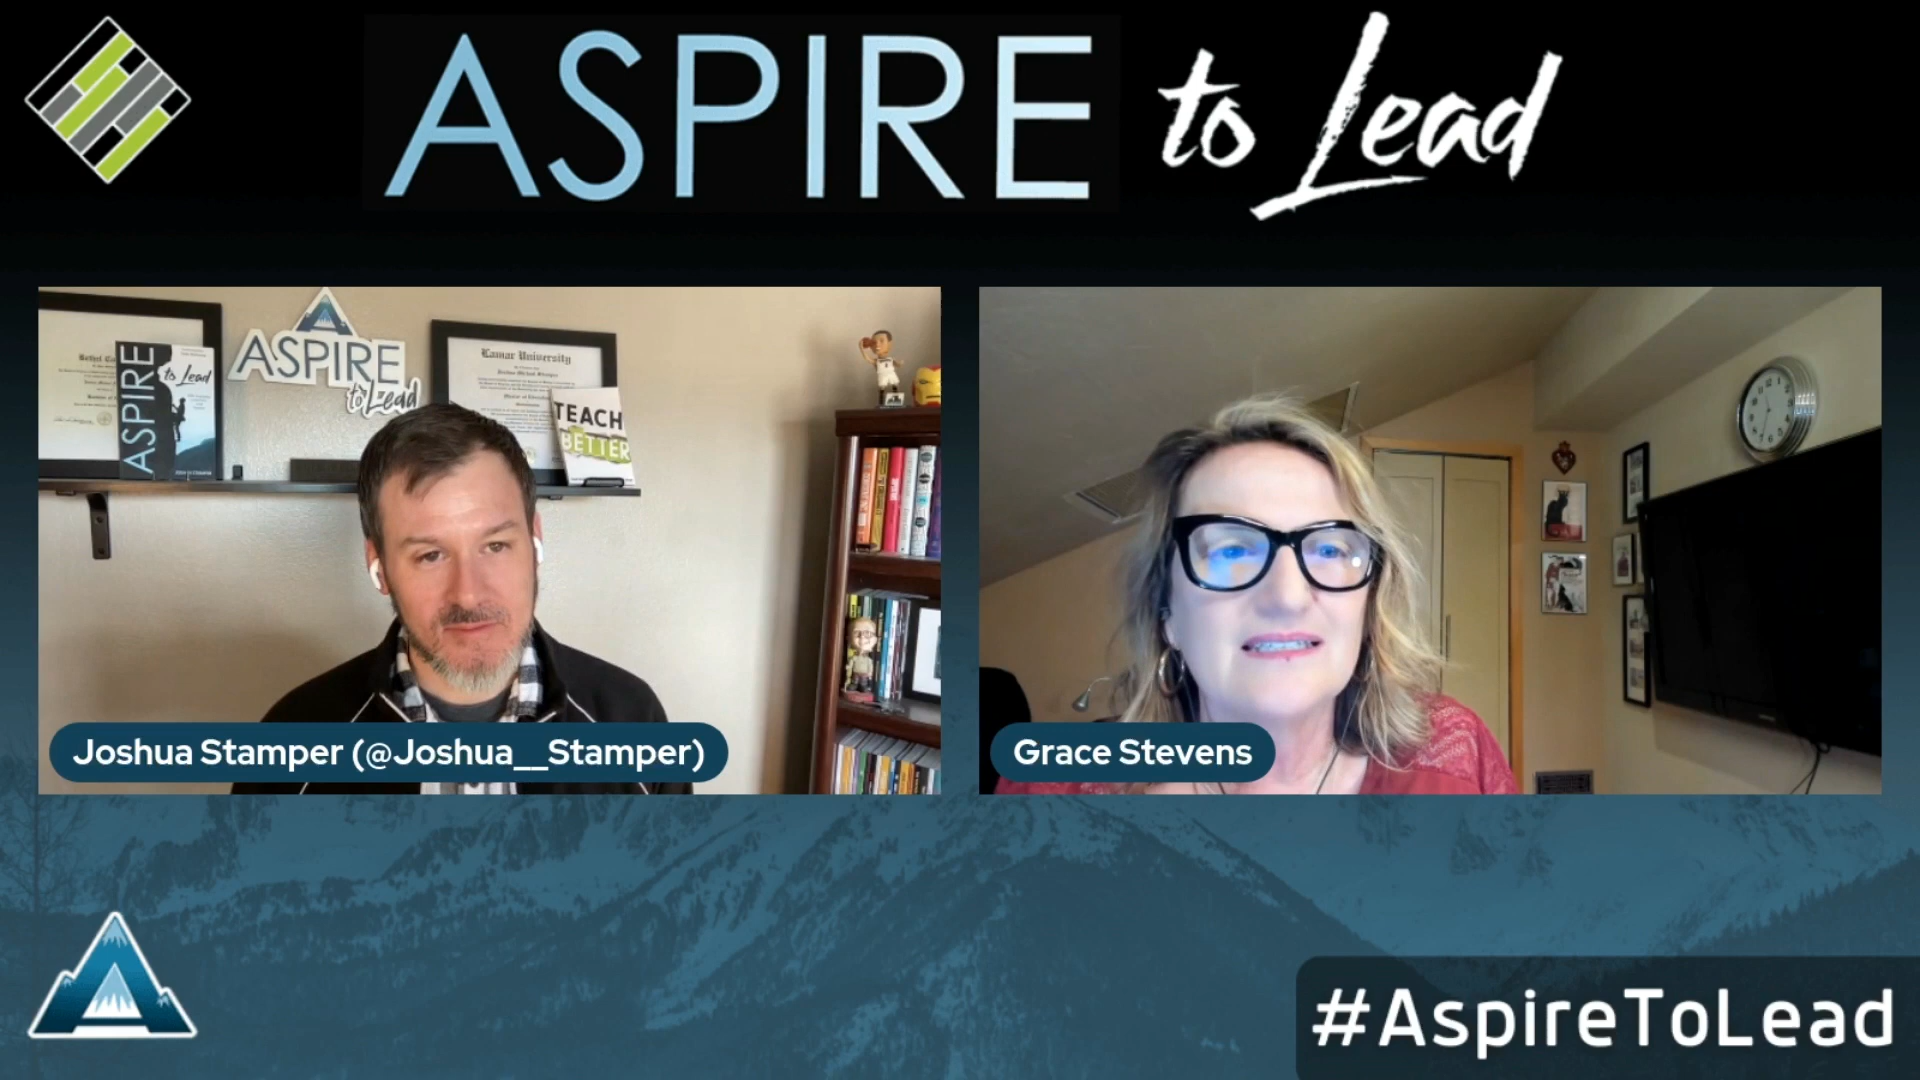 ASPIRE to Lead
ASPIRE
to Lead
ASPIRE
to Lead
Lamar University
TEACH
BETTER
Joshua Stamper (@Joshua__Stamper)
Grace Stevens
#AspireToLead